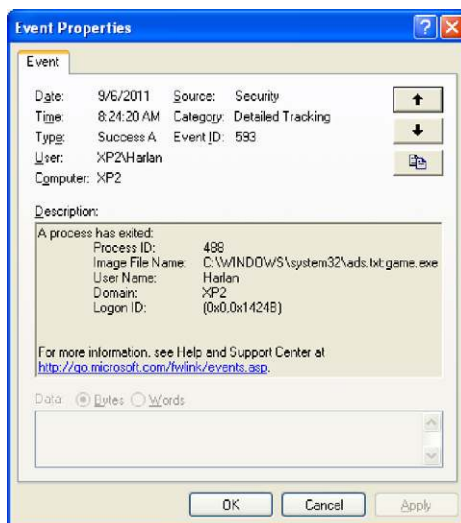 Event Properties
Event
Date: 9/6/2011 Source: Security
Time: 8:24:20 AM Category: Detailed Tracking
Type: Success A Event ID: 593
User: XP2\Harlan
Computer: XP2
Description:
A process has exited:
Process ID: 488
Image File Name: C:\WINDOWS\system32\ads.txt:game.exe
User Name: Harlan
Domain: XP2
Logon ID: (0x0,0x1424B)
For more information, see Help and Support Center at
http://go.microsoft.com/fwlink/events.asp.
Data: Bytes Words
OK Cancel Apply